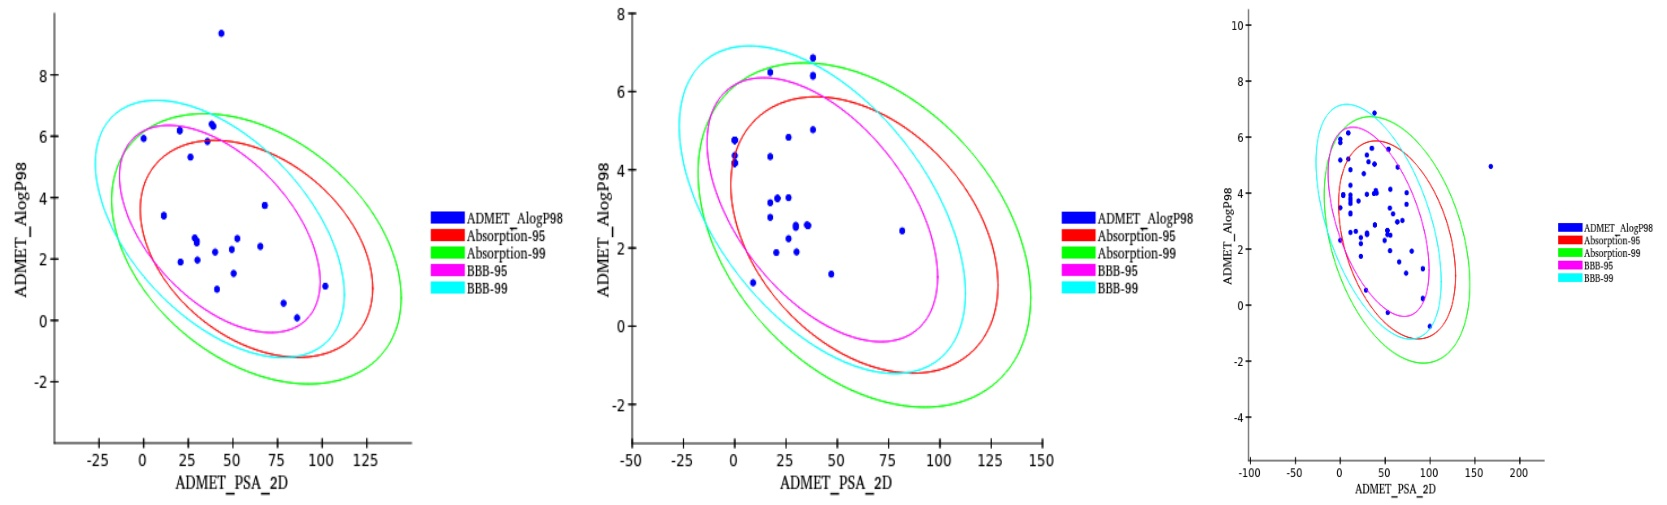 8
6
4
2
0
-2
ADMET_AlogP98
-25 0 25 50 75 100 125
ADMET_PSA_2D
ADMET_AlogP98
Absorption-95
Absorption-99
BBB-95
BBB-99
8
6
4
2
0
-2
ADMET_AlogP98
-50 -25 0 25 50 75 100 125 150
ADMET_PSA_2D
ADMET_AlogP98
Absorption-95
Absorption-99
BBB-95
BBB-99
10
8
6
4
2
0
-2
-4
ADMET_AlogP98
-100 -50 0 50 100 150 200
ADMET_PSA_2D
ADMET_AlogP98
Absorption-95
Absorption-99
BBB-95
BBB-99